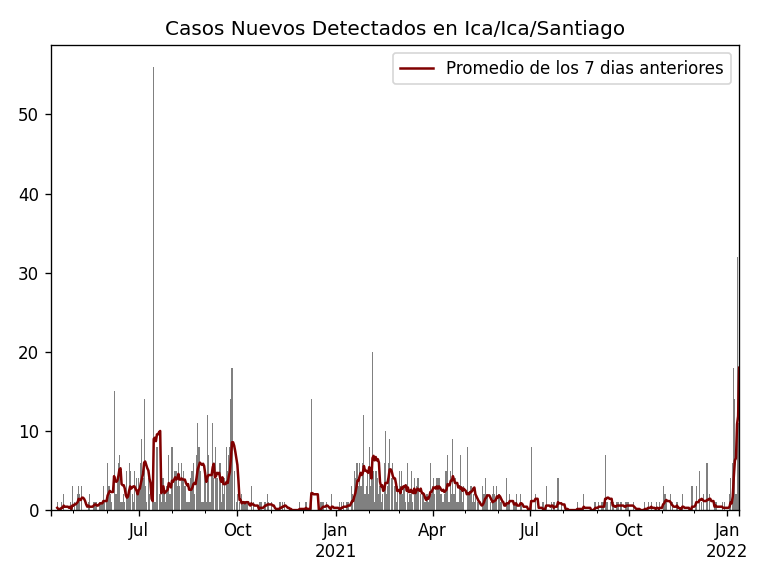 Casos Nuevos Detectados en Ica/Ica/Santiago
Promedio de los 7 dias anteriores
50
40
30
20
10
0
Jul
Oct
Jan
2021
Apr
Jul
Oct
Jan
2022